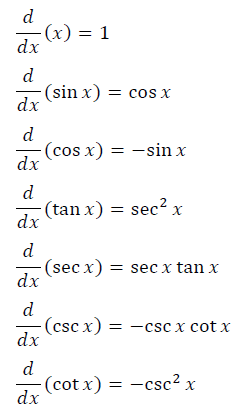 d/dx (x) = 1
d/dx (sin x) = cos x
d/dx (cos x) = −sin x
d/dx (tan x) = sec² x
d/dx (sec x) = sec x tan x
d/dx (csc x) = −csc x cot x
d/dx (cot x) = −csc² x